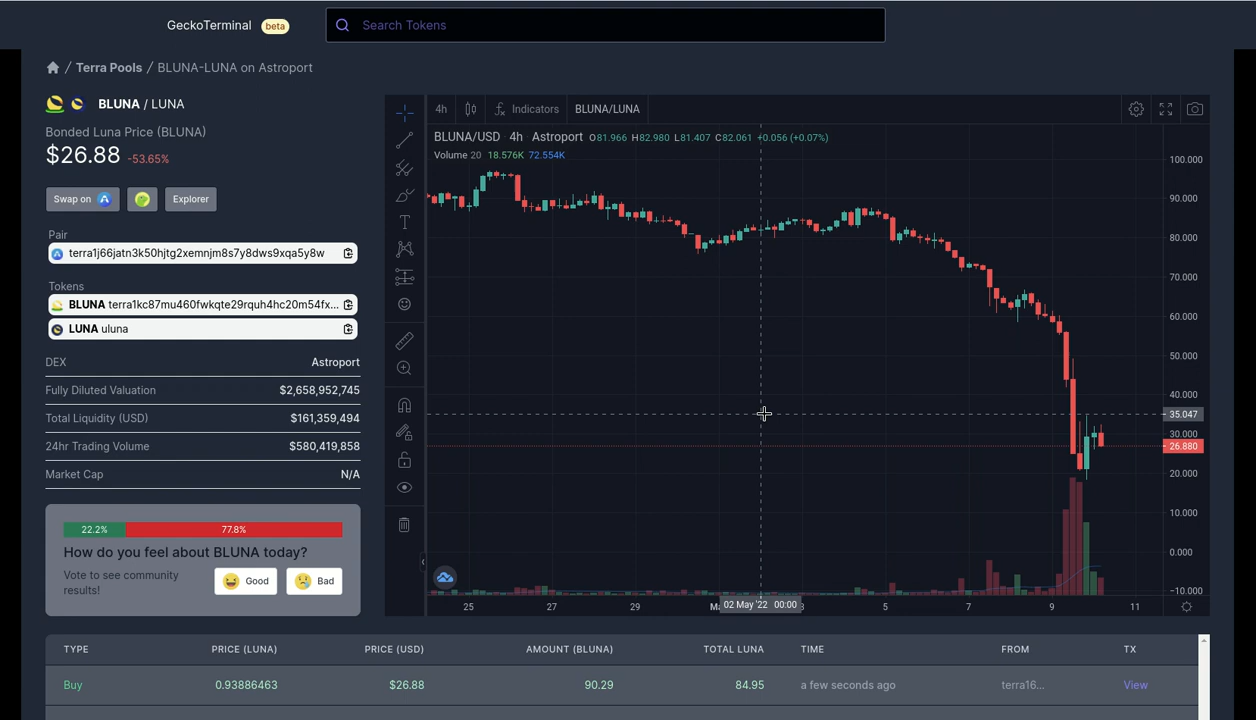 GeckoTerminal beta
Search Tokens
/ Terra Pools / BLUNA-LUNA on Astroport
BLUNA / LUNA
Bonded Luna Price (BLUNA)
$26.88 -53.65%
Swap on
Explorer
Pair
terra1j66jatn3k50hjtg2xemnjm8s7y8dws9xqa5y8w
Tokens
BLUNA terra1kc87mu460fwkqte29rquh4hc20m54fx...
LUNA uluna
DEX Astroport
Fully Diluted Valuation $2,658,952,745
Total Liquidity (USD) $161,359,494
24hr Trading Volume $580,419,858
Market Cap N/A
22.2% 77.8%
How do you feel about BLUNA today?
Vote to see community
results!
Good
Bad
4h Indicators BLUNA/LUNA
BLUNA/USD · 4h · Astroport O81.966 H82.980 L81.407 C82.061 +0.056 (+0.07%)
Volume 20 18.576K 72.554K
100.000
90.000
80.000
70.000
60.000
50.000
40.000
35.047
30.000
26.880
20.000
10.000
0.000
-10.000
25 27 29 02 May '22 00:00 5 7 9 11
TYPE PRICE (LUNA) PRICE (USD) AMOUNT (BLUNA) TOTAL LUNA TIME FROM TX
Buy 0.93886463 $26.88 90.29 84.95 a few seconds ago terra16... View